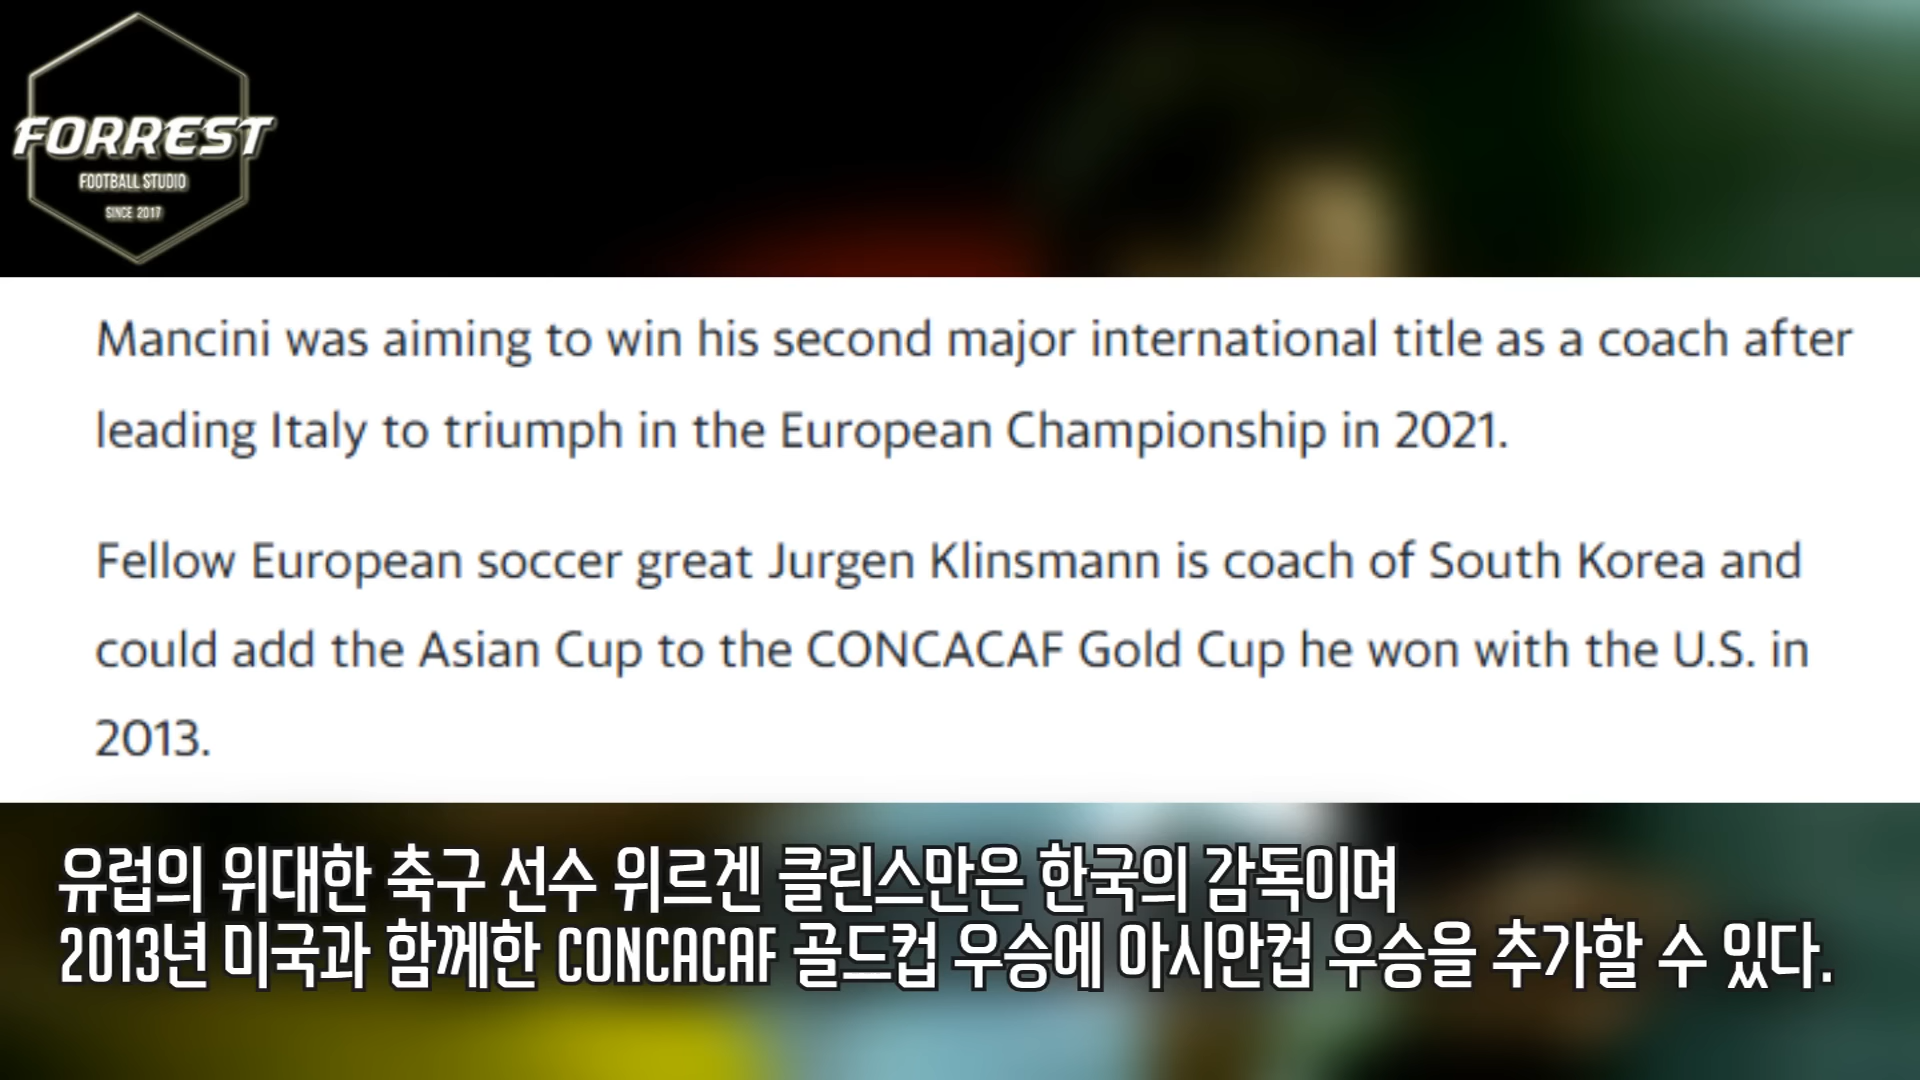 FORREST
FOOTBALL STUDIO
SINCE 2017
Mancini was aiming to win his second major international title as a coach after
leading Italy to triumph in the European Championship in 2021.
Fellow European soccer great Jurgen Klinsmann is coach of South Korea and
could add the Asian Cup to the CONCACAF Gold Cup he won with the U.S. in
2013.
유럽의 위대한 축구 선수 위르겐 클린스만은 한국의 감독이며
2013년 미국과 함께한 CONCACAF 골드컵 우승에 아시안컵 우승을 추가할 수 있다.